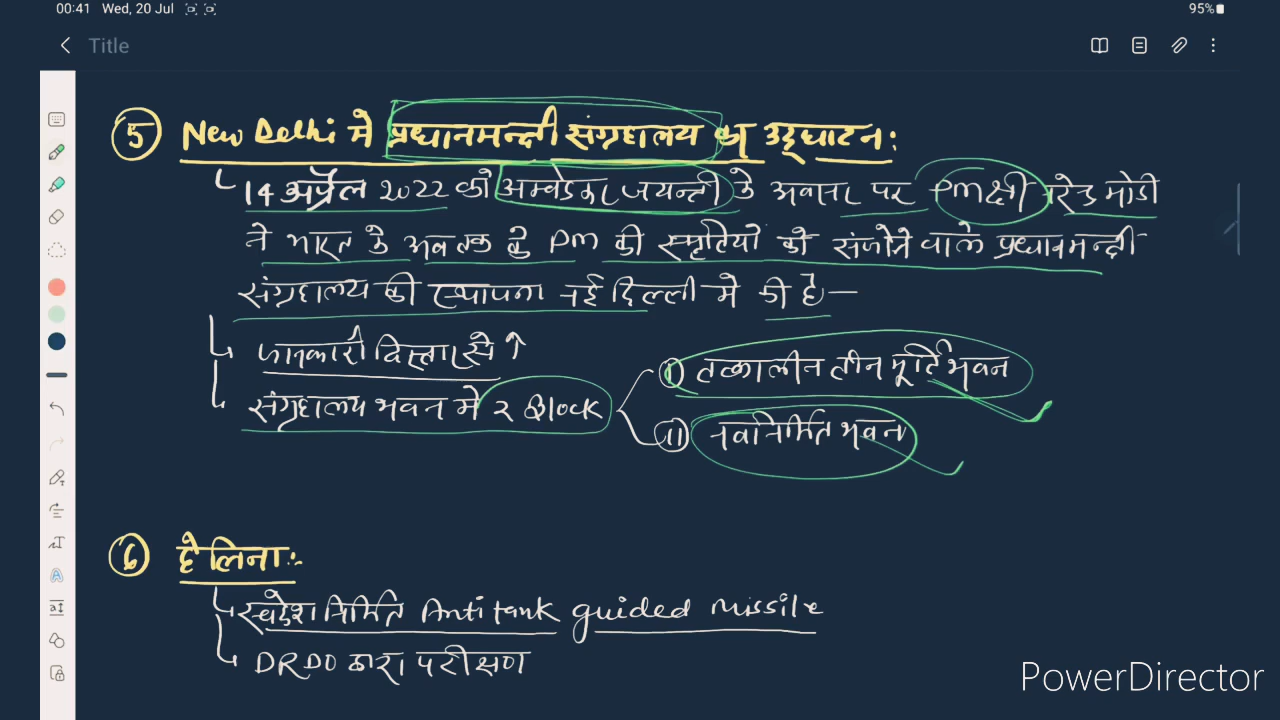 00:41 Wed, 20 Jul
95%
Title
5 New Delhi मे प्रधानमन्त्री संग्रहालय का उद्घाटन:
14 अप्रैल 2022 को अम्बेडकर जयन्ती के अवसर पर PM श्री नरेन्द्र मोडी
ने भारत के अब तक के PM की स्मृतियों को संजोने वाले प्रधानमन्त्री
संग्रहालय की स्थापना नई दिल्ली मे की है—
जानकारी विस्तार से ↑
संग्रहालय भवन मे 2 Block
(i) तत्कालीन तीन मूर्ति भवन
(ii) नवनिर्मित भवन
6 हेलिना:
स्वदेश निर्मित Anti tank guided missile
DRDO द्वारा परीक्षण
PowerDirector